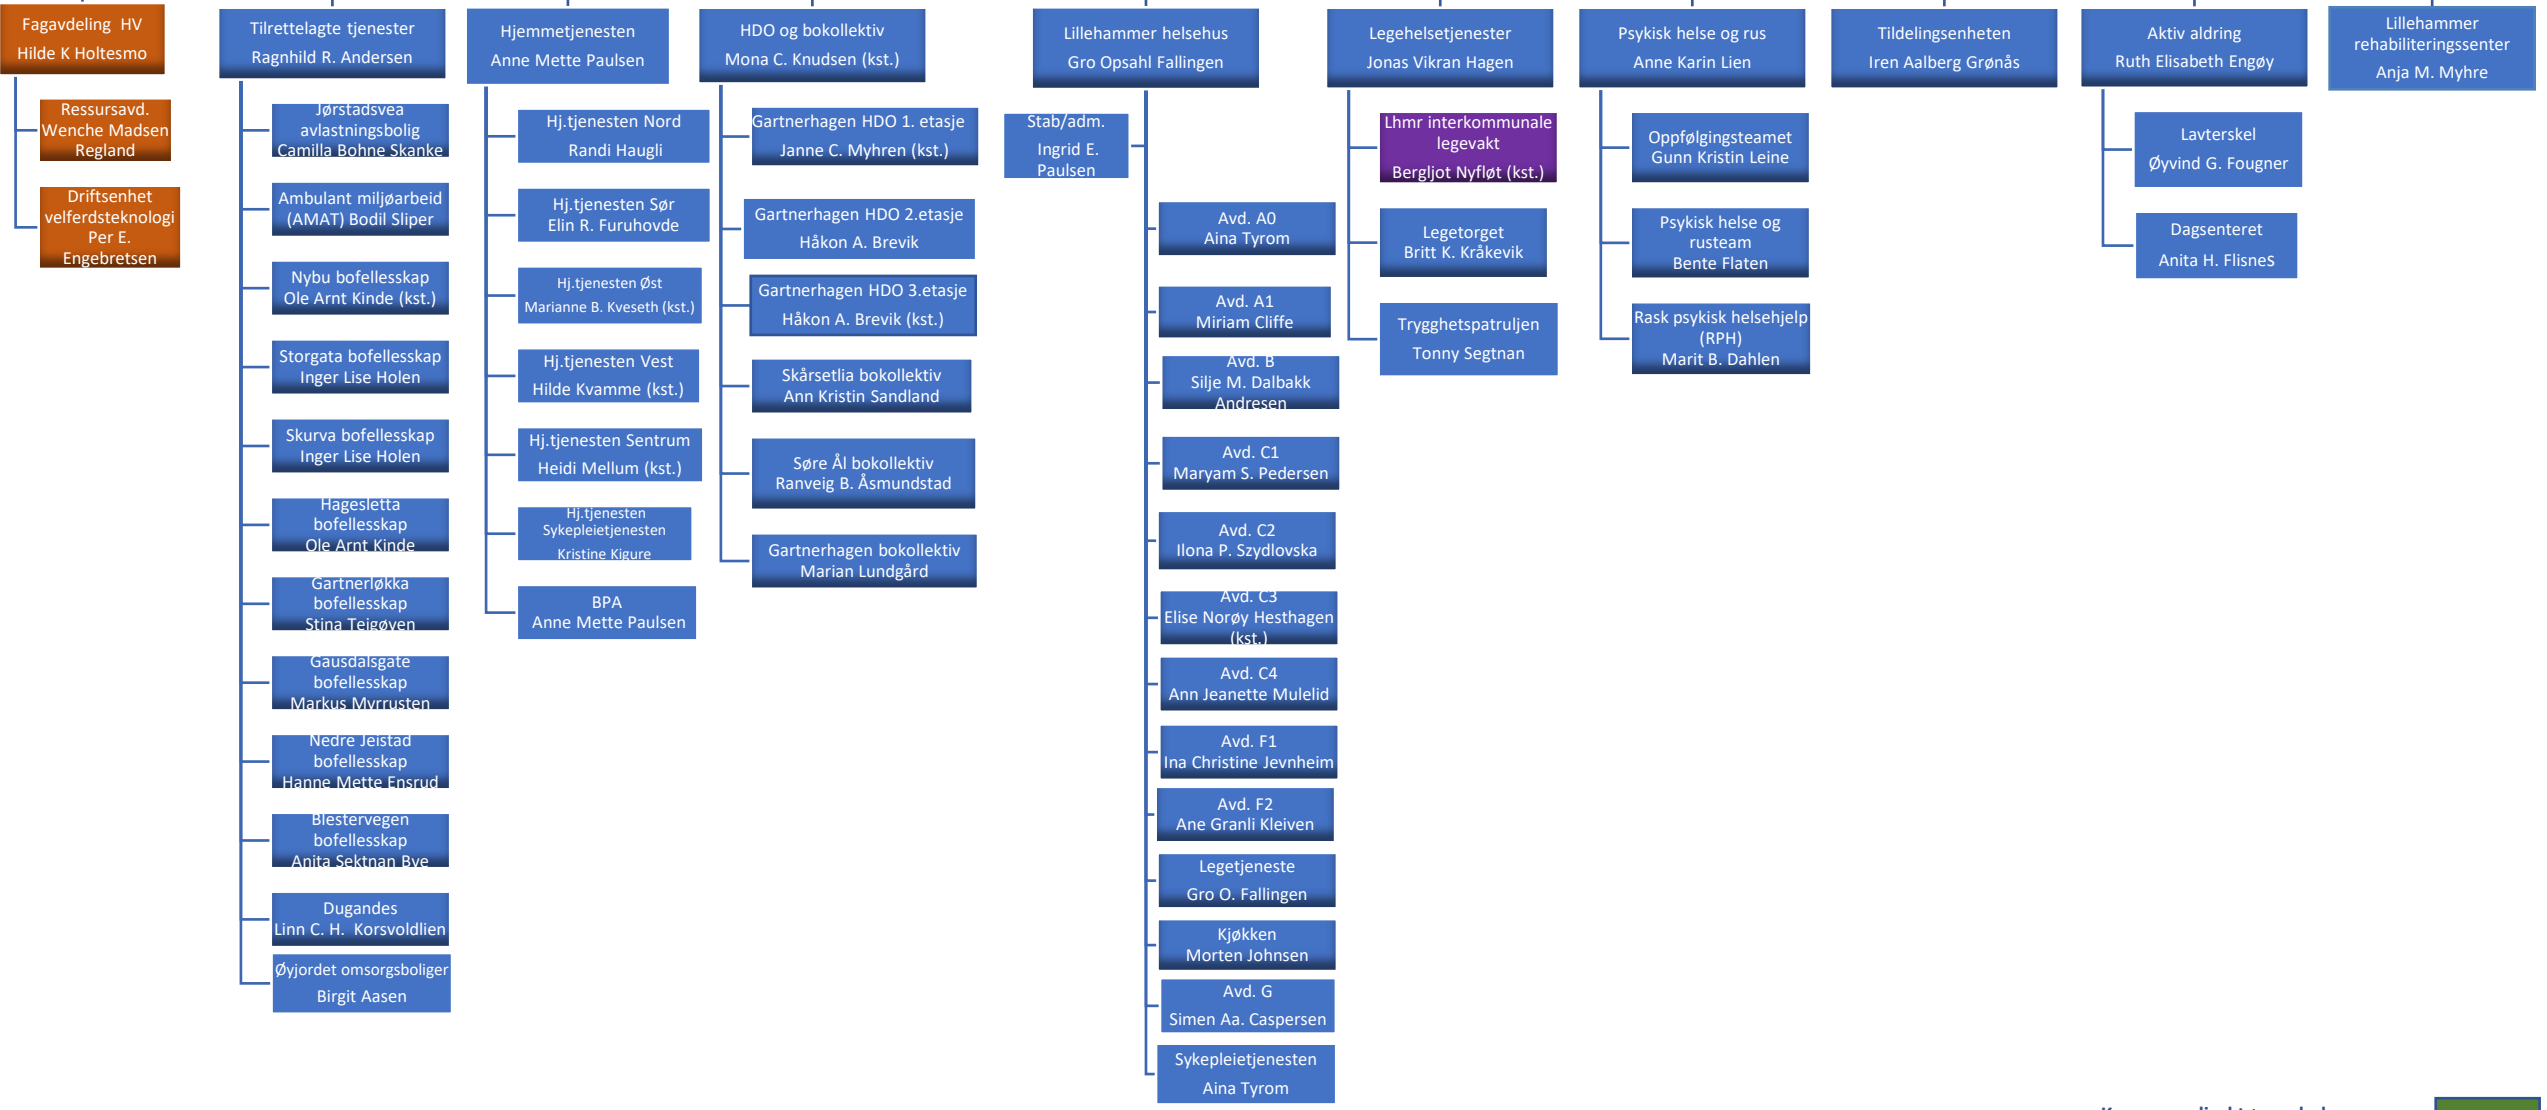 Fagavdeling HV
Hilde K Holtesmo
Ressursavd.
Wenche Madsen
Regland
Driftsenhet
velferdsteknologi
Per E.
Engebretsen
Tilrettelagte tjenester
Ragnhild R. Andersen
Jørstadsvea
avlastningsbolig
Camilla Bohne Skanke
Ambulant miljøarbeid
(AMAT) Bodil Sliper
Nybu bofellesskap
Ole Arnt Kinde (kst.)
Storgata bofellesskap
Inger Lise Holen
Skurva bofellesskap
Inger Lise Holen
Hagesletta
bofellesskap
Ole Arnt Kinde
Gartnerløkka
bofellesskap
Stina Teigøyen
Gausdalsgate
bofellesskap
Markus Myrrusten
Nedre Jeistad
bofellesskap
Hanne Mette Ensrud
Blestervegen
bofellesskap
Anita Sektnan Bye
Dugandes
Linn C. H. Korsvoldlien
Øyjordet omsorgsboliger
Birgit Aasen
Hjemmetjenesten
Anne Mette Paulsen
Hj.tjenesten Nord
Randi Haugli
Hj.tjenesten Sør
Elin R. Furuhovde
Hj.tjenesten Øst
Marianne B. Kveseth (kst.)
Hj.tjenesten Vest
Hilde Kvamme (kst.)
Hj.tjenesten Sentrum
Heidi Mellum (kst.)
Hj.tjenesten
Sykepleietjenesten
Kristine Kigure
BPA
Anne Mette Paulsen
HDO og bokollektiv
Mona C. Knudsen (kst.)
Gartnerhagen HDO 1. etasje
Janne C. Myhren (kst.)
Gartnerhagen HDO 2.etasje
Håkon A. Brevik
Gartnerhagen HDO 3.etasje
Håkon A. Brevik (kst.)
Skårsetlia bokollektiv
Ann Kristin Sandland
Søre Ål bokollektiv
Ranveig B. Åsmundstad
Gartnerhagen bokollektiv
Marian Lundgård
Lillehammer helsehus
Gro Opsahl Fallingen
Stab/adm.
Ingrid E.
Paulsen
Avd. A0
Aina Tyrom
Avd. A1
Miriam Cliffe
Avd. B
Silje M. Dalbakk
Andresen
Avd. C1
Maryam S. Pedersen
Avd. C2
Ilona P. Szydlovska
Avd. C3
Elise Norøy Hesthagen
(kst.)
Avd. C4
Ann Jeanette Mulelid
Avd. F1
Ina Christine Jevnheim
Avd. F2
Ane Granli Kleiven
Legetjeneste
Gro O. Fallingen
Kjøkken
Morten Johnsen
Avd. G
Simen Aa. Caspersen
Sykepleietjenesten
Aina Tyrom
Legehelsetjenester
Jonas Vikran Hagen
Lhmr interkommunale
legevakt
Bergljot Nyfløt (kst.)
Legetorget
Britt K. Kråkevik
Trygghetspatruljen
Tonny Segtnan
Psykisk helse og rus
Anne Karin Lien
Oppfølgingsteamet
Gunn Kristin Leine
Psykisk helse og
rusteam
Bente Flaten
Rask psykisk helsehjelp
(RPH)
Marit B. Dahlen
Tildelingsenheten
Iren Aalberg Grønås
Aktiv aldring
Ruth Elisabeth Engøy
Lavterskel
Øyvind G. Fougner
Dagsenteret
Anita H. Flisnes
Lillehammer
rehabiliteringssenter
Anja M. Myhre